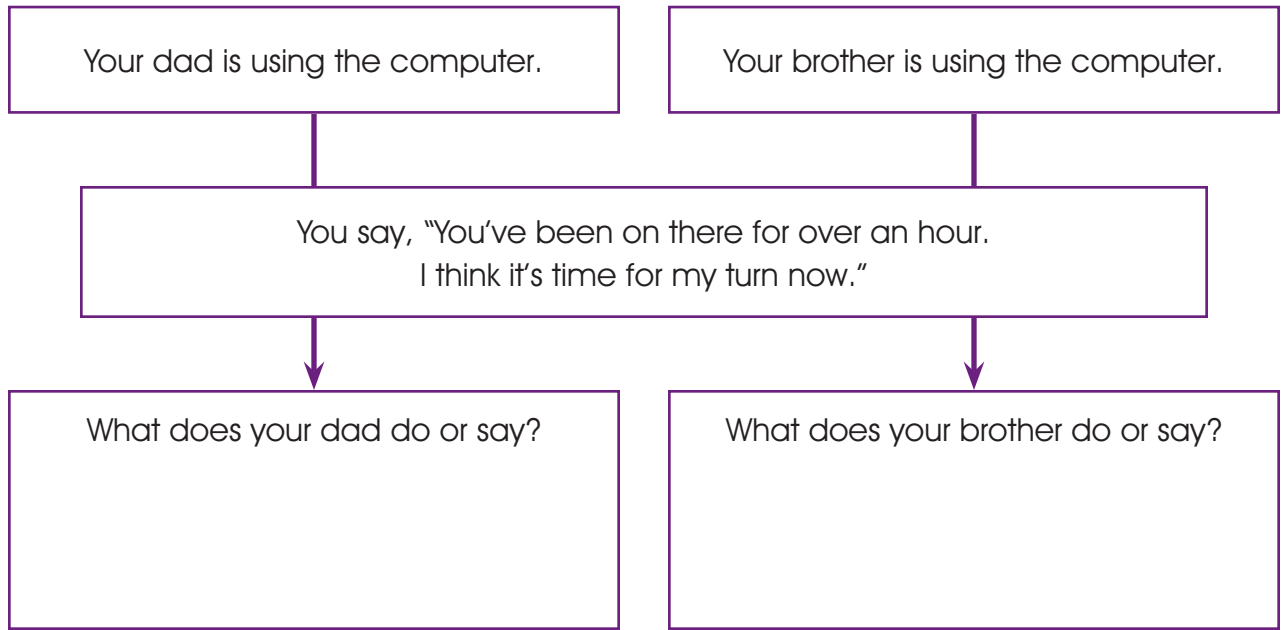 Your dad is using the computer.
Your brother is using the computer.
You say, “You’ve been on there for over an hour.
I think it’s time for my turn now.”
What does your dad do or say?
What does your brother do or say?